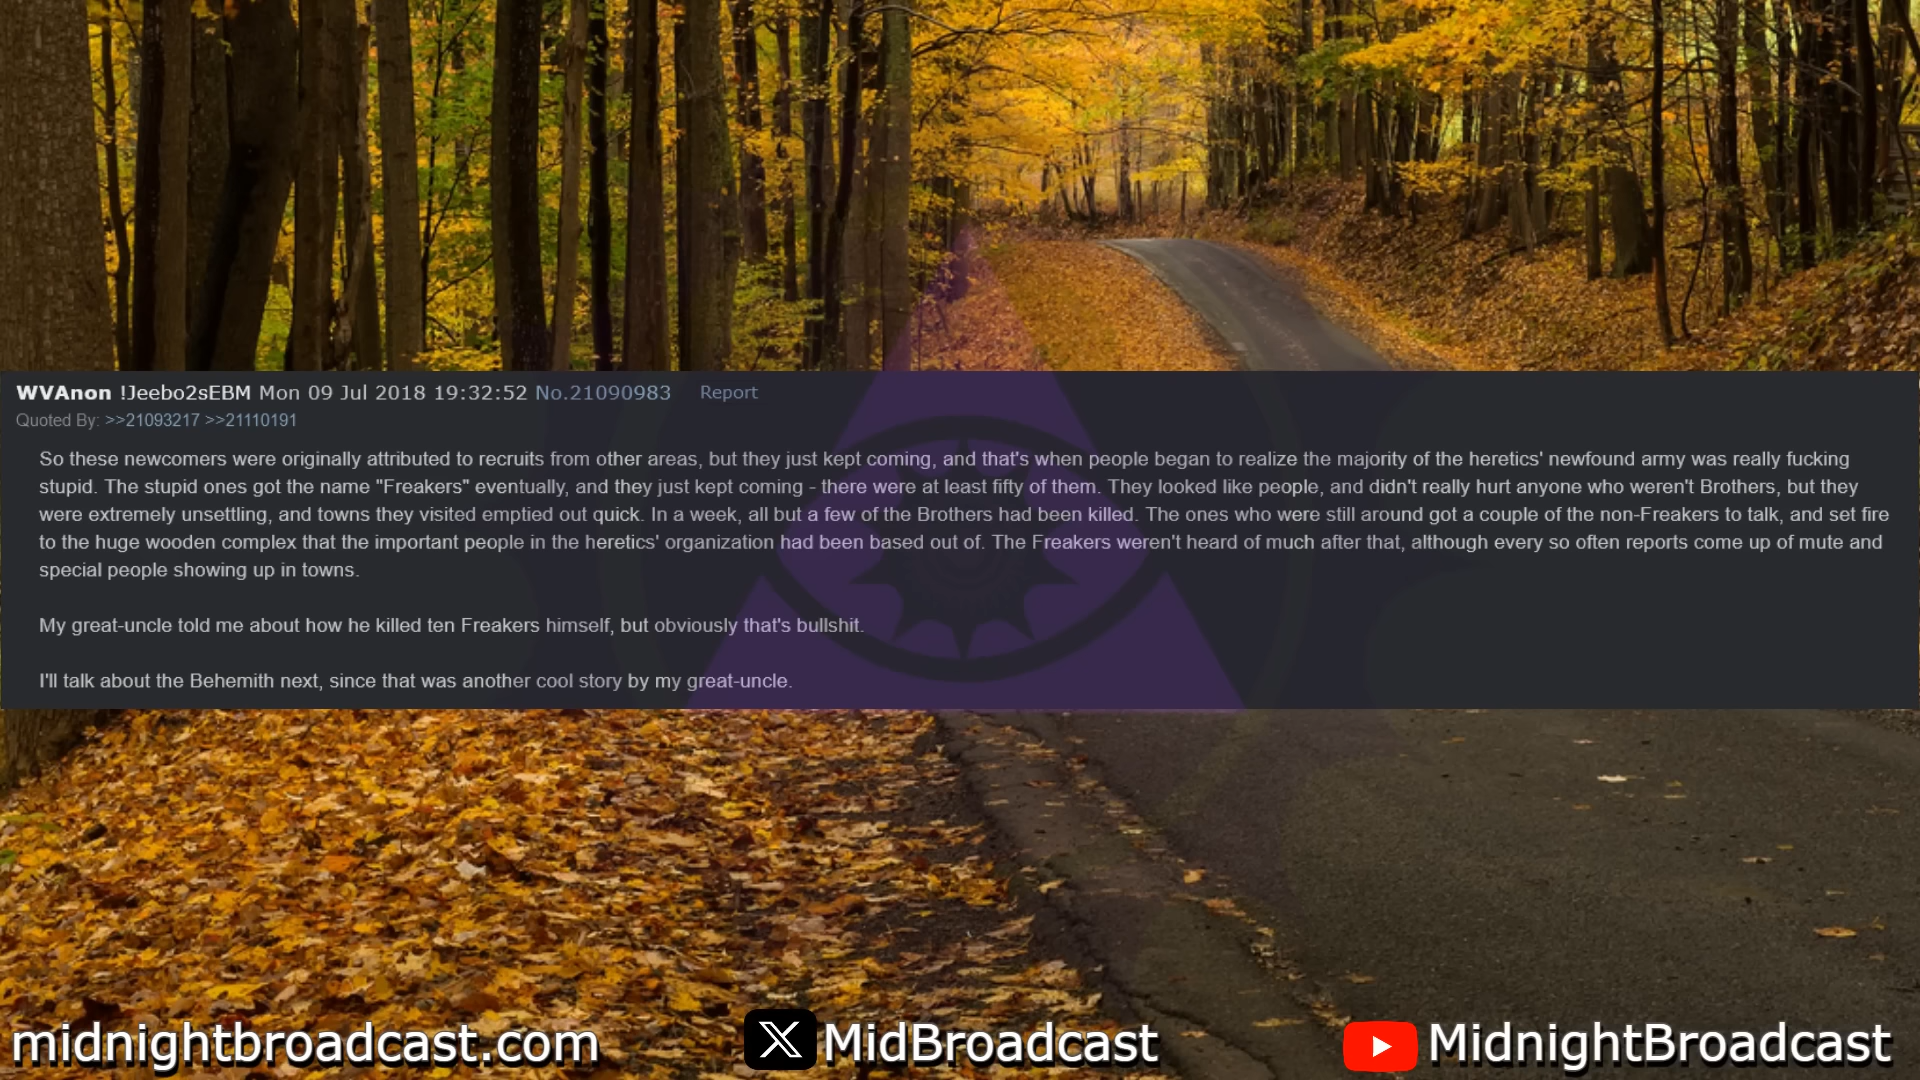 WVAnon !Jeebo2sEBM Mon 09 Jul 2018 19:32:52 No.21090983 Report
Quoted By: >>21093217 >>21110191
So these newcomers were originally attributed to recruits from other areas, but they just kept coming, and that's when people began to realize the majority of the heretics' newfound army was really fucking
stupid. The stupid ones got the name "Freakers" eventually, and they just kept coming - there were at least fifty of them. They looked like people, and didn't really hurt anyone who weren't Brothers, but they
were extremely unsettling, and towns they visited emptied out quick. In a week, all but a few of the Brothers had been killed. The ones who were still around got a couple of the non-Freakers to talk, and set fire
to the huge wooden complex that the important people in the heretics' organization had been based out of. The Freakers weren't heard of much after that, although every so often reports come up of mute and
special people showing up in towns.
My great-uncle told me about how he killed ten Freakers himself, but obviously that's bullshit.
I'll talk about the Behemith next, since that was another cool story by my great-uncle.
midnightbroadcast.com
MidBroadcast
MidnightBroadcast